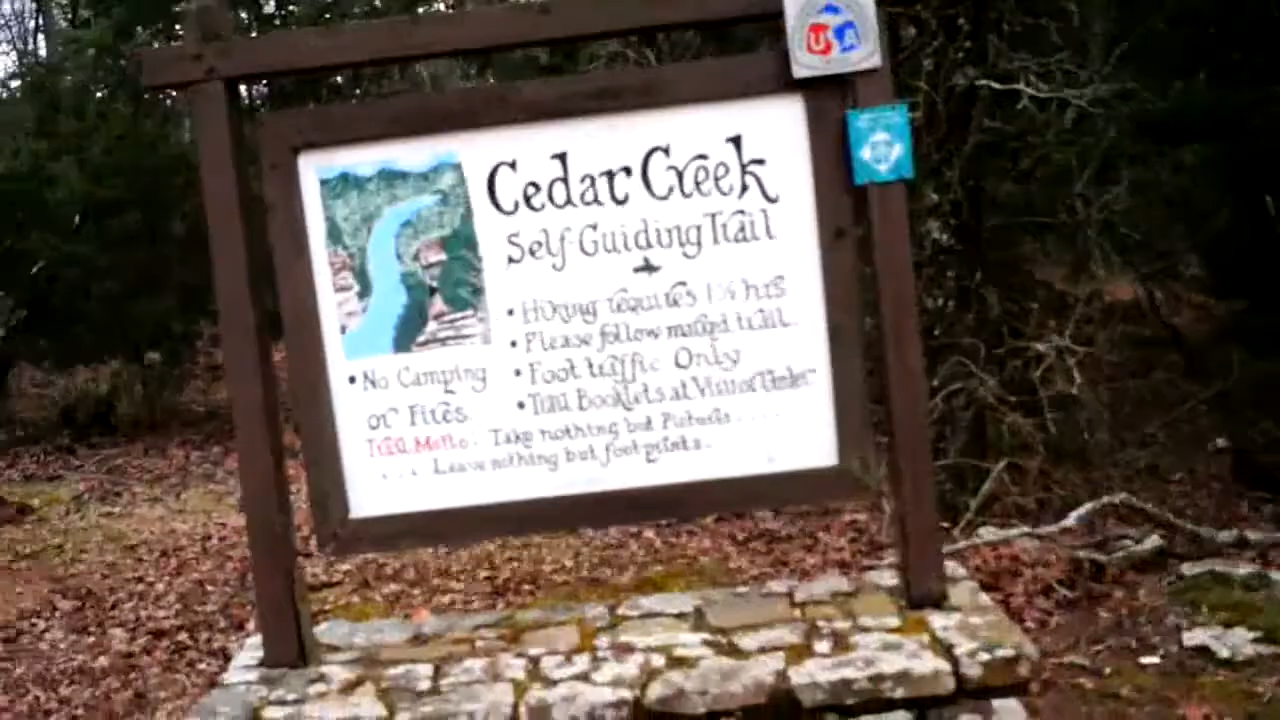 USA
Cedar Creek
Self-Guiding Trail
• Hiking requires 1½ hrs
• Please follow marked trail.
• Foot traffic Only
• Trail Booklets at Visitor Center
• No Camping
or Fires
Trail Motto - Take nothing but Pictures . . . .
. . . . Leave nothing but footprints.